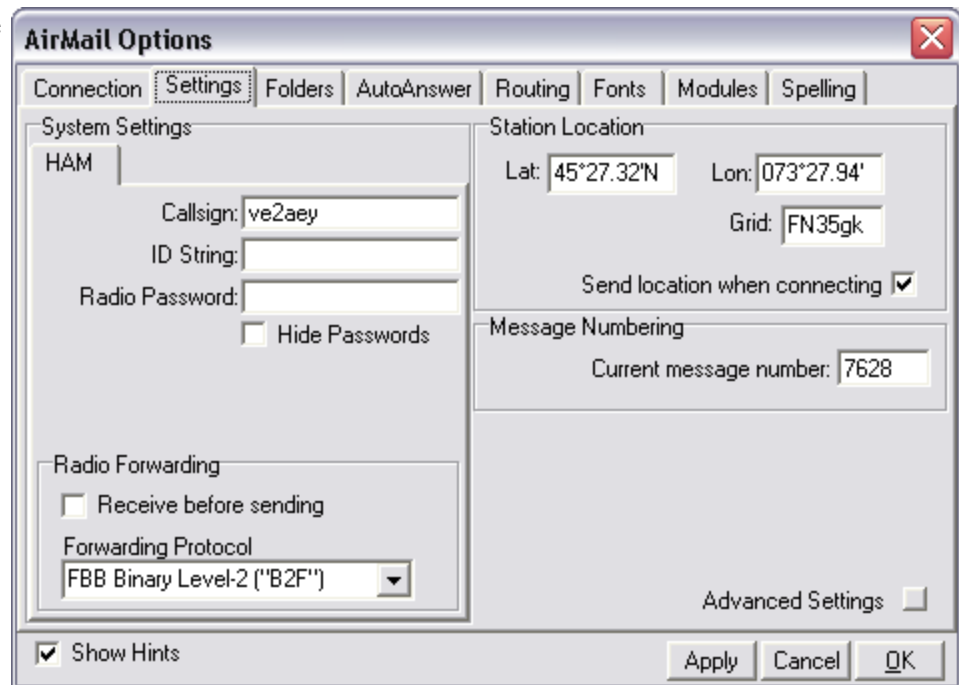 AirMail Options
Connection Settings Folders AutoAnswer Routing Fonts Modules Spelling
System Settings
HAM
Callsign: ve2aey
ID String:
Radio Password:
Hide Passwords
Radio Forwarding
Receive before sending
Forwarding Protocol
FBB Binary Level-2 ("B2F")
Station Location
Lat: 45°27.32'N Lon: 073°27.94'
Grid: FN35gk
Send location when connecting
Message Numbering
Current message number: 7628
Advanced Settings
Show Hints
Apply Cancel OK